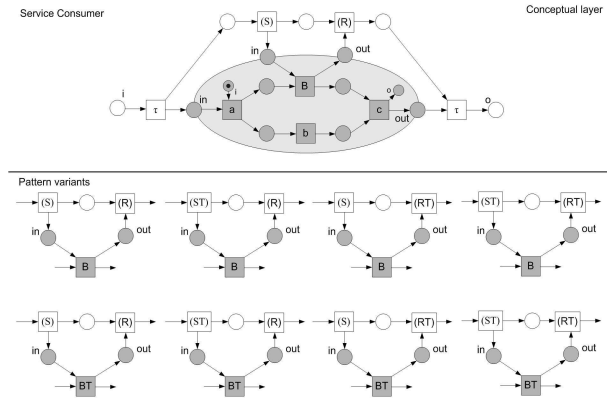 Service Consumer
Conceptual layer
(S) (R)
in out
B
i τ in a i o c out τ o
b
Pattern variants
(S) (R) (ST) (R) (S) (RT) (ST) (RT)
in out in out in out in out
B B B B
(S) (R) (ST) (R) (S) (RT) (ST) (RT)
in out in out in out in out
BT BT BT BT